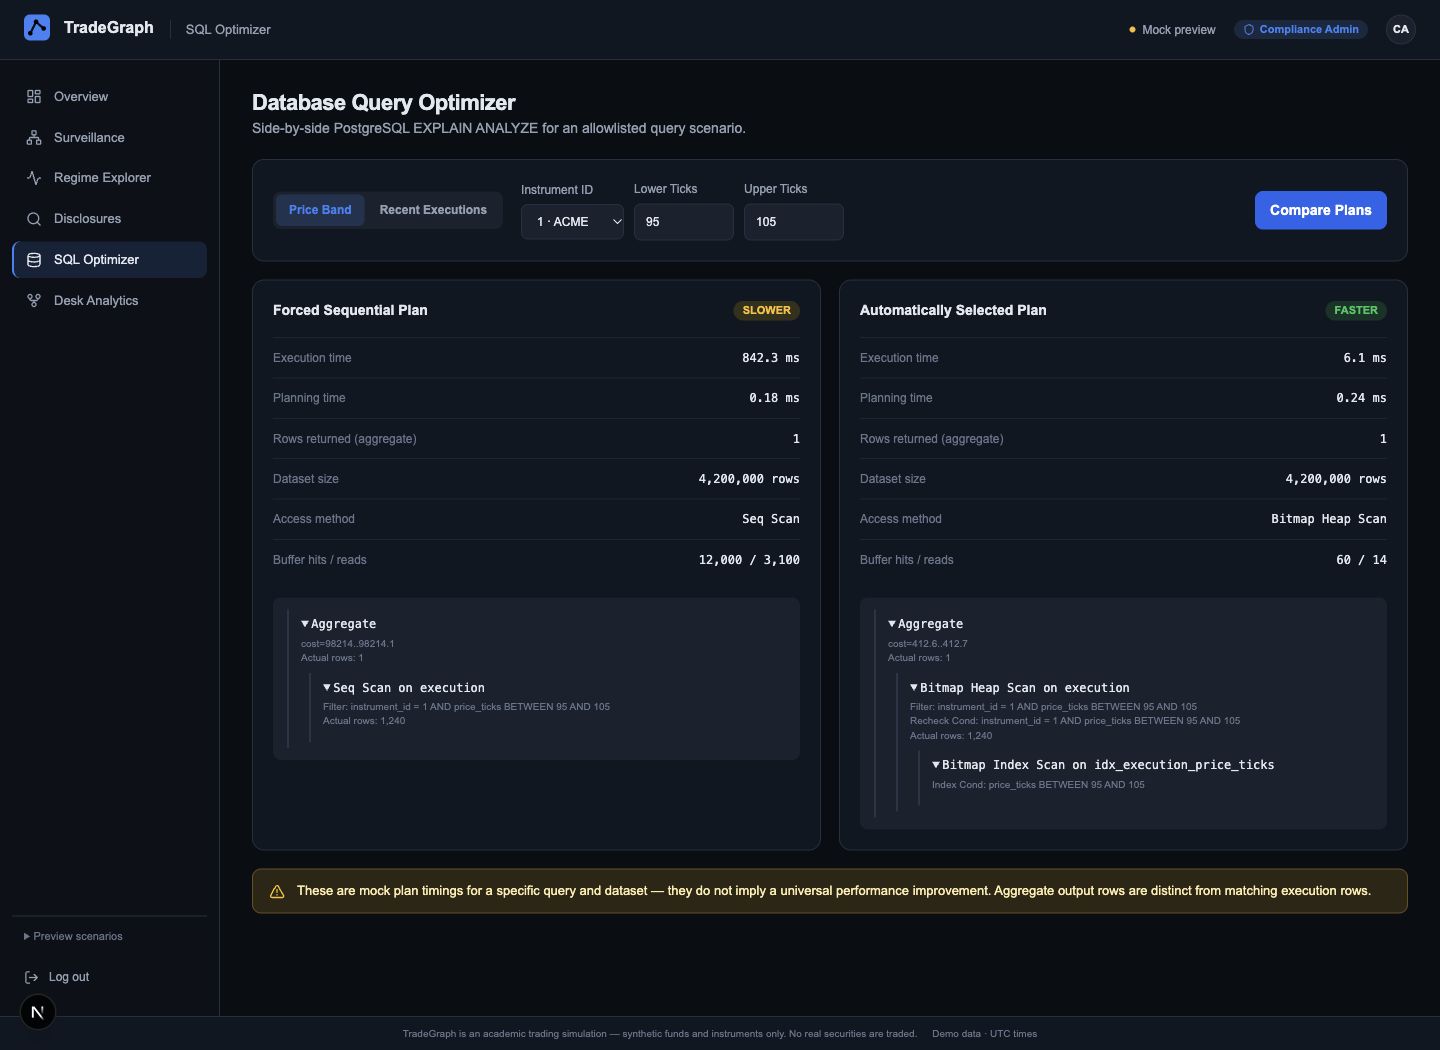 TradeGraph
SQL Optimizer
Mock preview
Compliance Admin
CA
Overview
Surveillance
Regime Explorer
Disclosures
SQL Optimizer
Desk Analytics
Preview scenarios
Log out
N
Database Query Optimizer
Side-by-side PostgreSQL EXPLAIN ANALYZE for an allowlisted query scenario.
Price Band
Recent Executions
Instrument ID
1 · ACME
Lower Ticks
95
Upper Ticks
105
Compare Plans
Forced Sequential Plan
SLOWER
Execution time 842.3 ms
Planning time 0.18 ms
Rows returned (aggregate) 1
Dataset size 4,200,000 rows
Access method Seq Scan
Buffer hits / reads 12,000 / 3,100
▼Aggregate
cost=98214..98214.1
Actual rows: 1
▼Seq Scan on execution
Filter: instrument_id = 1 AND price_ticks BETWEEN 95 AND 105
Actual rows: 1,240
Automatically Selected Plan
FASTER
Execution time 6.1 ms
Planning time 0.24 ms
Rows returned (aggregate) 1
Dataset size 4,200,000 rows
Access method Bitmap Heap Scan
Buffer hits / reads 60 / 14
▼Aggregate
cost=412.6..412.7
Actual rows: 1
▼Bitmap Heap Scan on execution
Filter: instrument_id = 1 AND price_ticks BETWEEN 95 AND 105
Recheck Cond: instrument_id = 1 AND price_ticks BETWEEN 95 AND 105
Actual rows: 1,240
▼Bitmap Index Scan on idx_execution_price_ticks
Index Cond: price_ticks BETWEEN 95 AND 105
These are mock plan timings for a specific query and dataset — they do not imply a universal performance improvement. Aggregate output rows are distinct from matching execution rows.
TradeGraph is an academic trading simulation — synthetic funds and instruments only. No real securities are traded. Demo data · UTC times